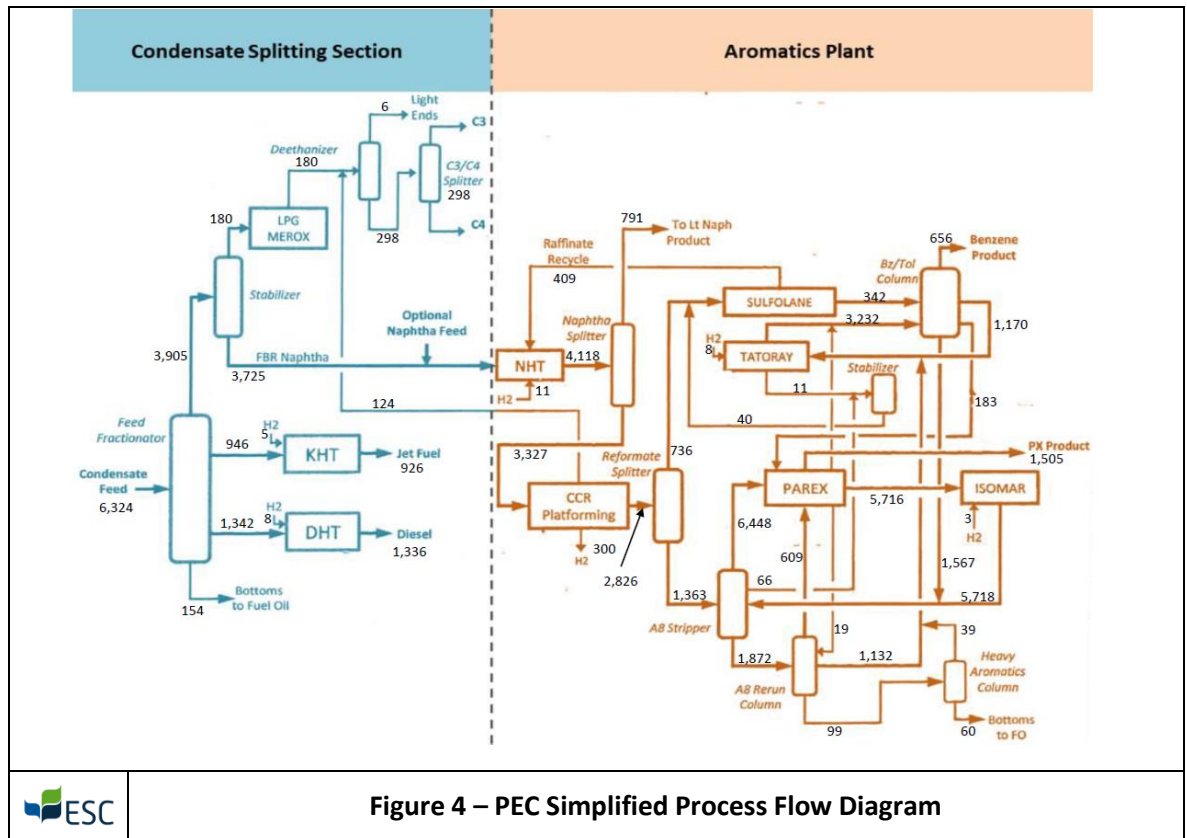 Condensate Splitting Section
Aromatics Plant
6
Light
Ends
C3
Deethanizer
180
C3/C4
Splitter
298
180
LPG
MEROX
298
C4
Stabilizer
Optional
Naphtha Feed
3,905
FBR Naphtha
3,725
124
Feed
Fractionator
946
H2
5
KHT
Jet Fuel
926
Condensate
Feed
6,324
1,342
H2
8
DHT
Diesel
1,336
154
Bottoms
to Fuel Oil
791
To Lt Naph
Product
Raffinate
Recycle
409
656
Benzene
Product
Bz/Tol
Column
SULFOLANE
342
Naphtha
Splitter
3,232
1,170
H2
8
TATORAY
NHT
4,118
Stabilizer
H2
11
11
183
40
3,327
Reformate
Splitter
736
PX Product
1,505
CCR
Platforming
PAREX
5,716
ISOMAR
6,448
3
H2
300
H2
609
2,826
1,567
66
1,363
5,718
A8 Stripper
19
39
1,872
1,132
Heavy
Aromatics
Column
A8 Rerun
Column
99
60
Bottoms
to FO
ESC
Figure 4 – PEC Simplified Process Flow Diagram